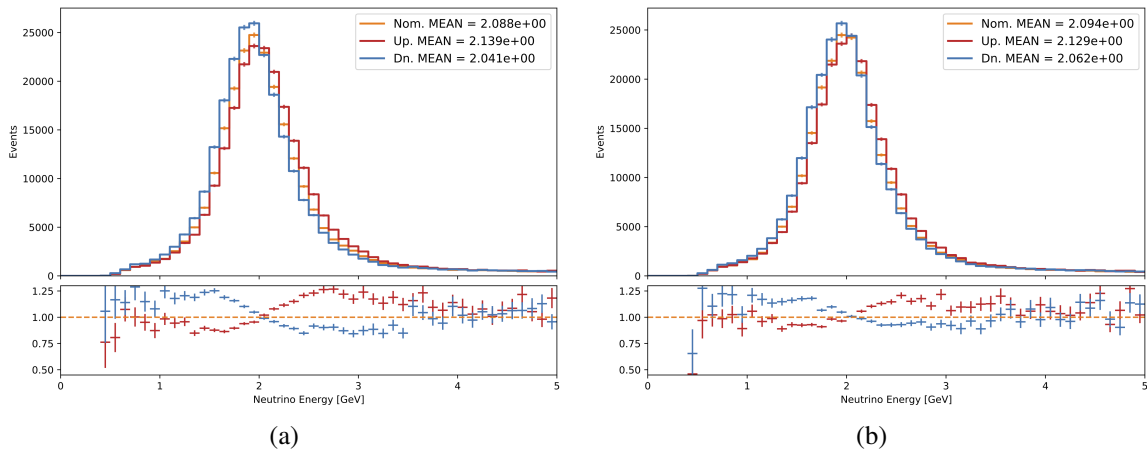 Nom. MEAN = 2.088e+00
Up. MEAN = 2.139e+00
Dn. MEAN = 2.041e+00
25000
20000
15000
10000
5000
0
Events
1.25
1.00
0.75
0.50
0 1 2 3 4 5
Neutrino Energy [GeV]
(a)
Nom. MEAN = 2.094e+00
Up. MEAN = 2.129e+00
Dn. MEAN = 2.062e+00
25000
20000
15000
10000
5000
0
Events
1.25
1.00
0.75
0.50
0 1 2 3 4 5
Neutrino Energy [GeV]
(b)